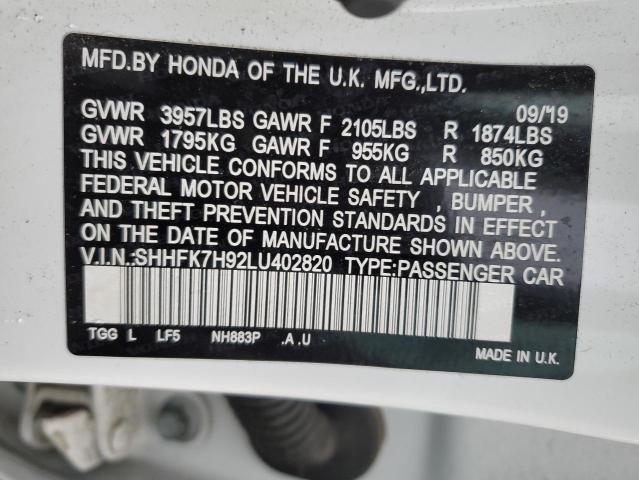 MFD.BY HONDA OF THE U.K. MFG.,LTD.
09/19
GVWR 3957LBS GAWR F 2105LBS R 1874LBS
GVWR 1795KG GAWR F 955KG R 850KG
THIS VEHICLE CONFORMS TO ALL APPLICABLE
FEDERAL MOTOR VEHICLE SAFETY , BUMPER ,
AND THEFT PREVENTION STANDARDS IN EFFECT
ON THE DATE OF MANUFACTURE SHOWN ABOVE.
V.I.N.:SHHFK7H92LU402820 TYPE:PASSENGER CAR
TGG L LF5 NH883P .A .U
MADE IN U.K.